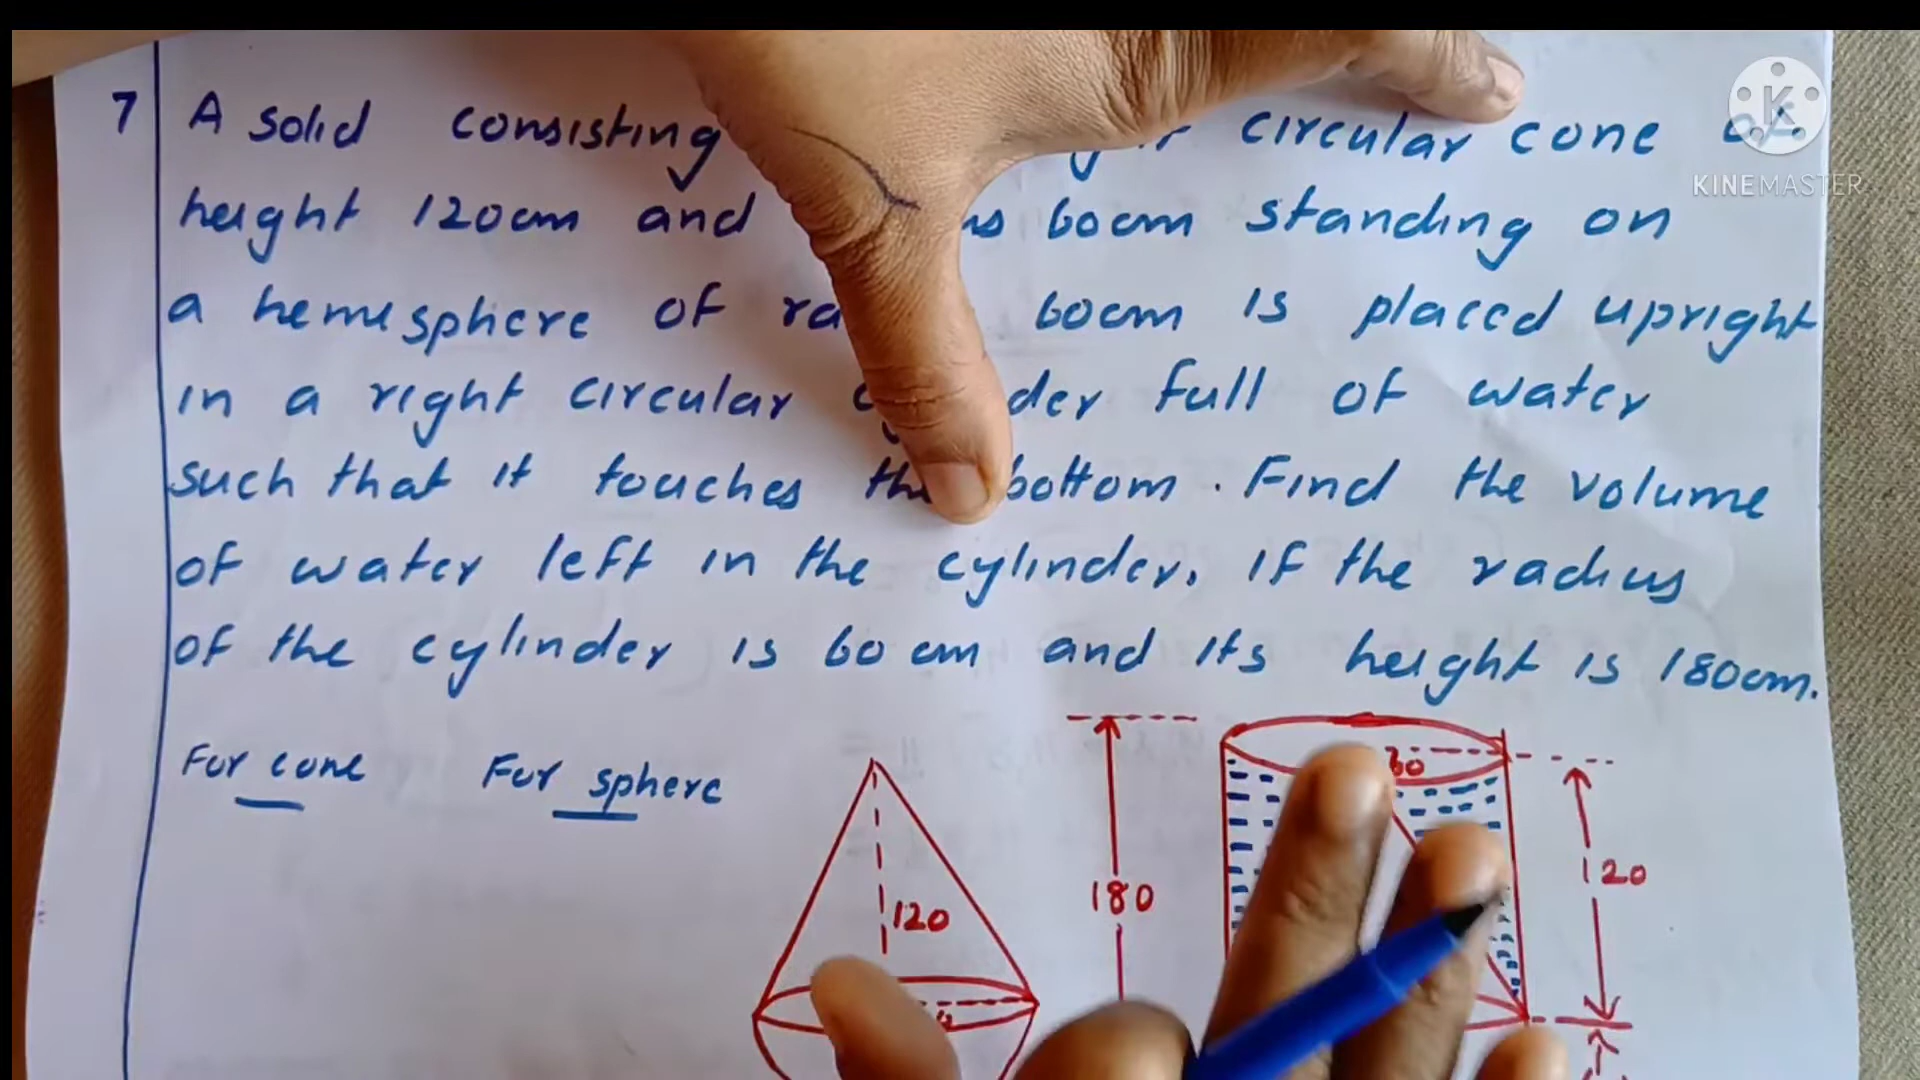 7 A solid consisting circular cone of
height 120cm and 60cm standing on
a hemisphere of 60cm is placed upright
in a right circular full of water
such that it touches the bottom. Find the volume
of water left in the cylinder, if the radius
of the cylinder is 60 cm and its height is 180cm.
For cone For sphere
60
120
180
120
KINEMASTER